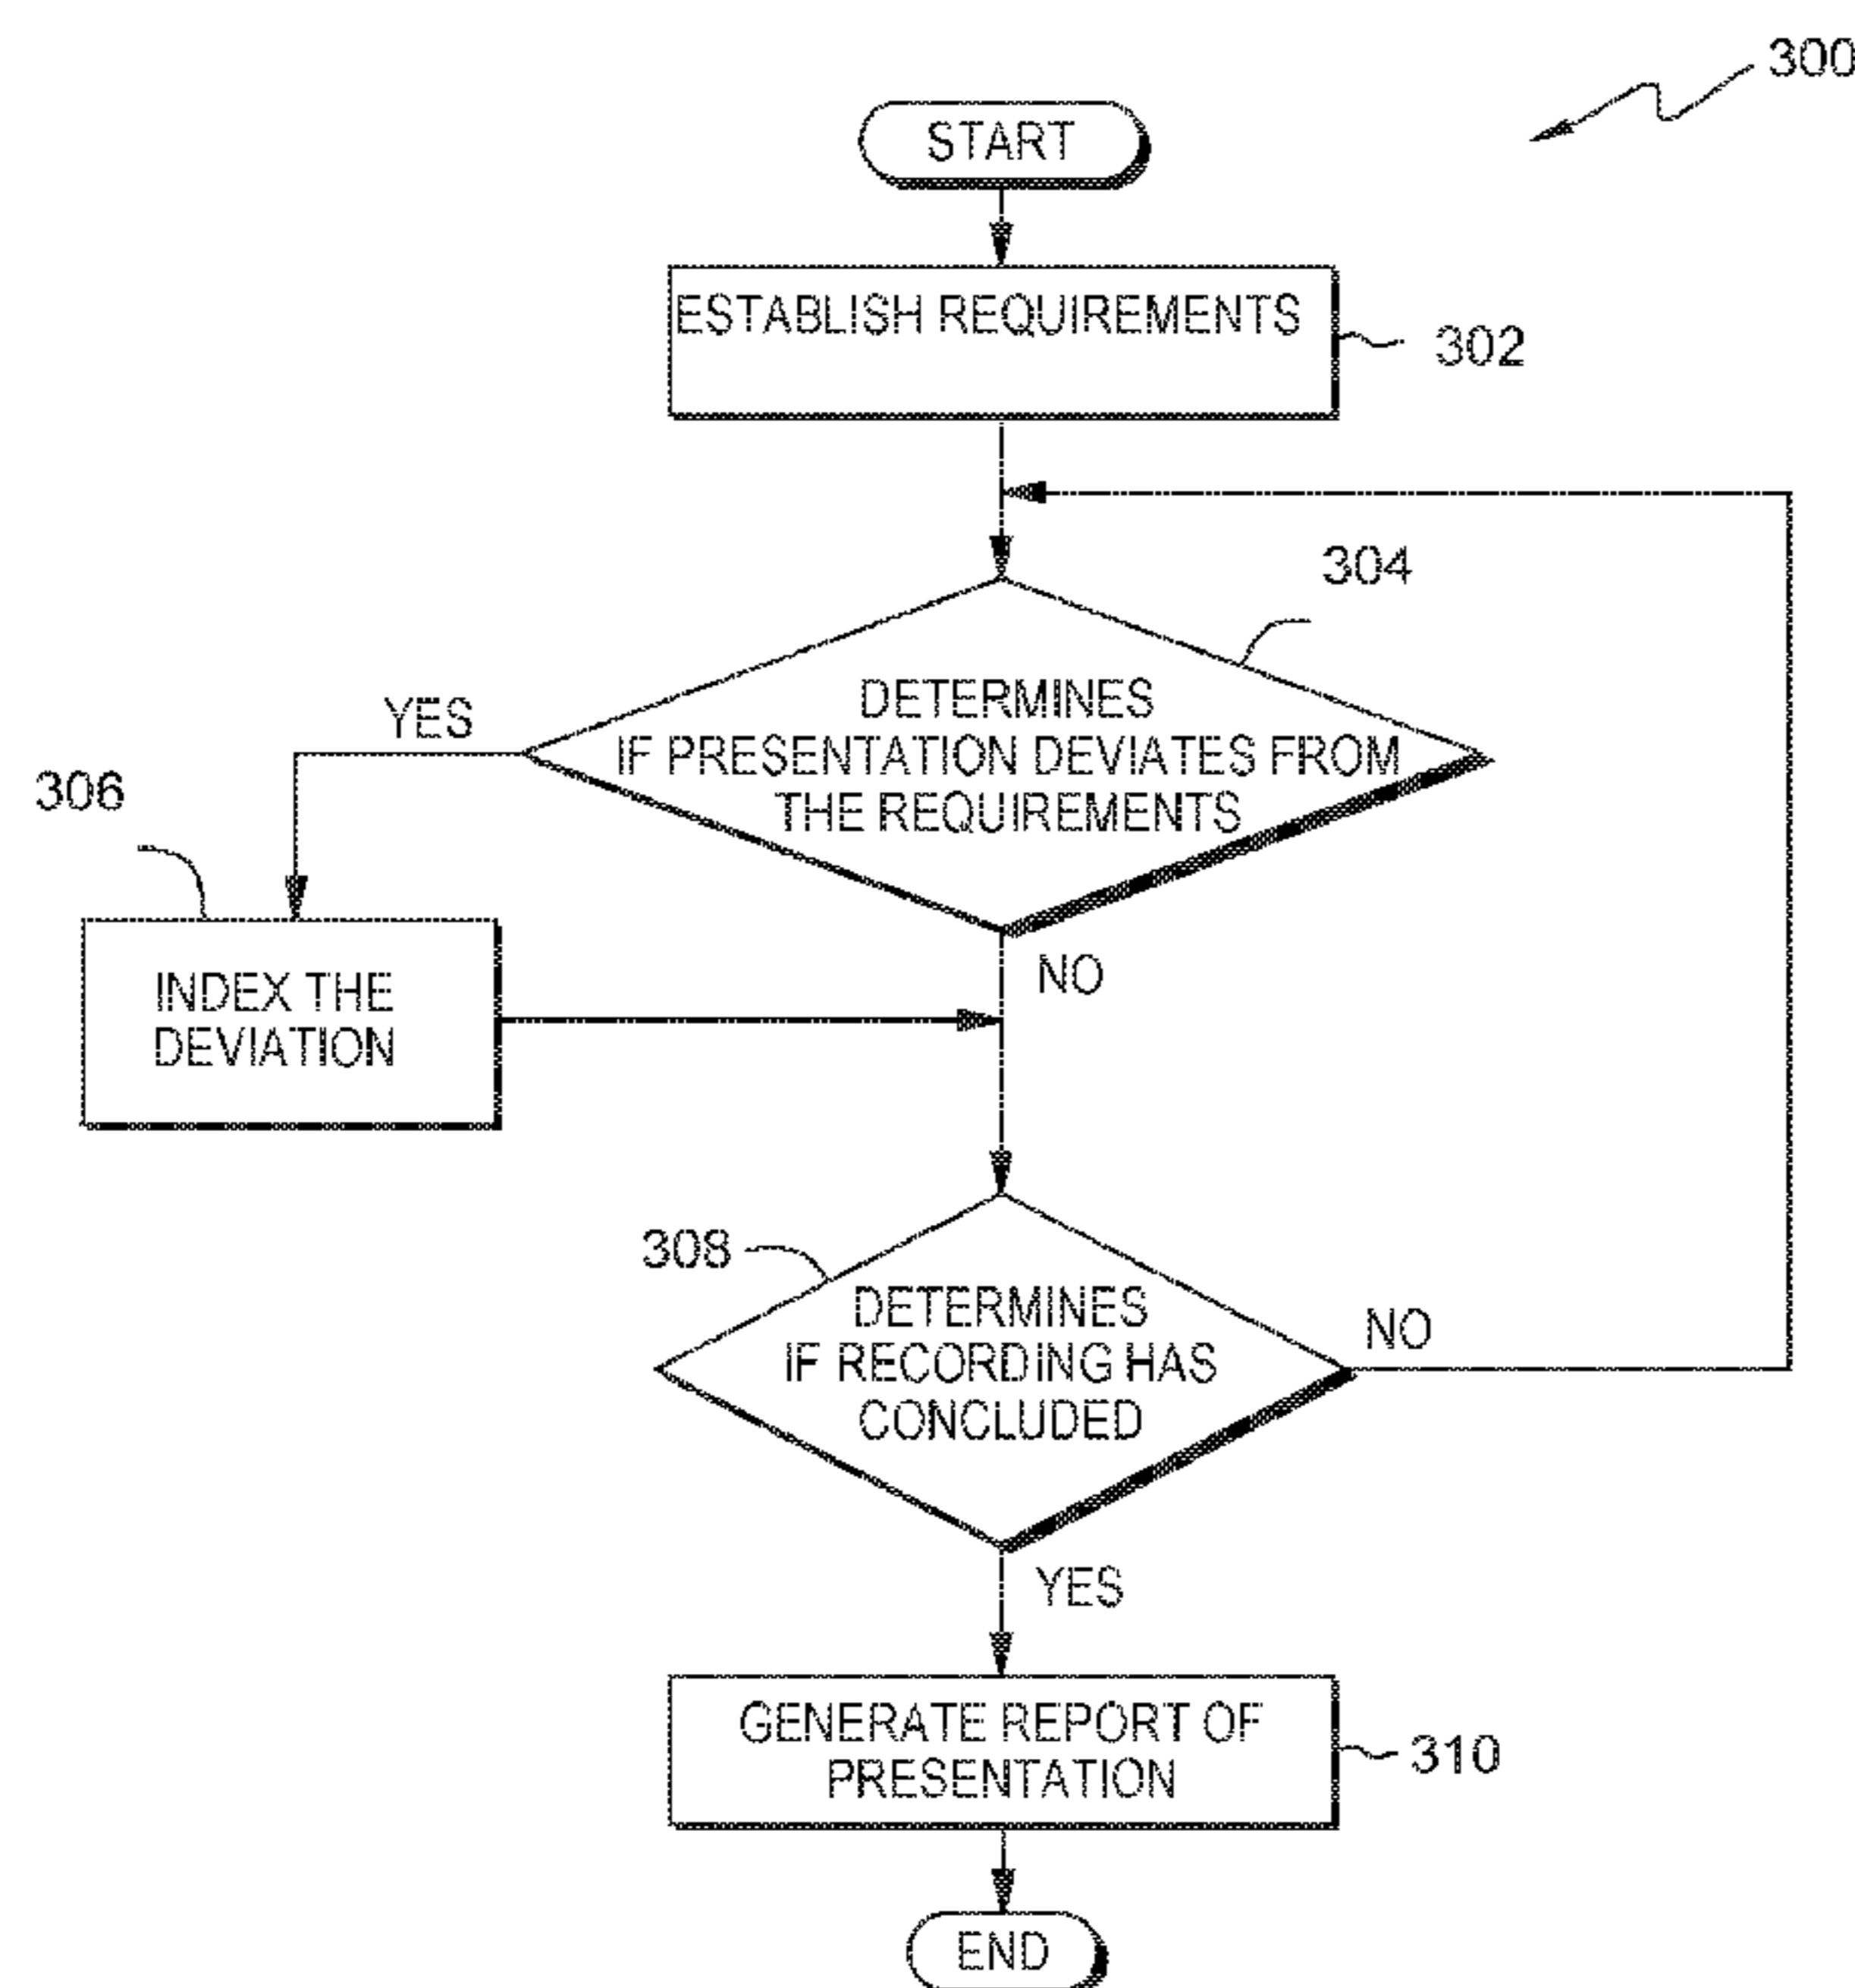 300
START
ESTABLISH REQUIREMENTS
302
304
DETERMINES
IF PRESENTATION DEVIATES FROM
THE REQUIREMENTS
YES
306
NO
INDEX THE
DEVIATION
308
DETERMINES
IF RECORDING HAS
CONCLUDED
NO
YES
GENERATE REPORT OF
PRESENTATION
310
END